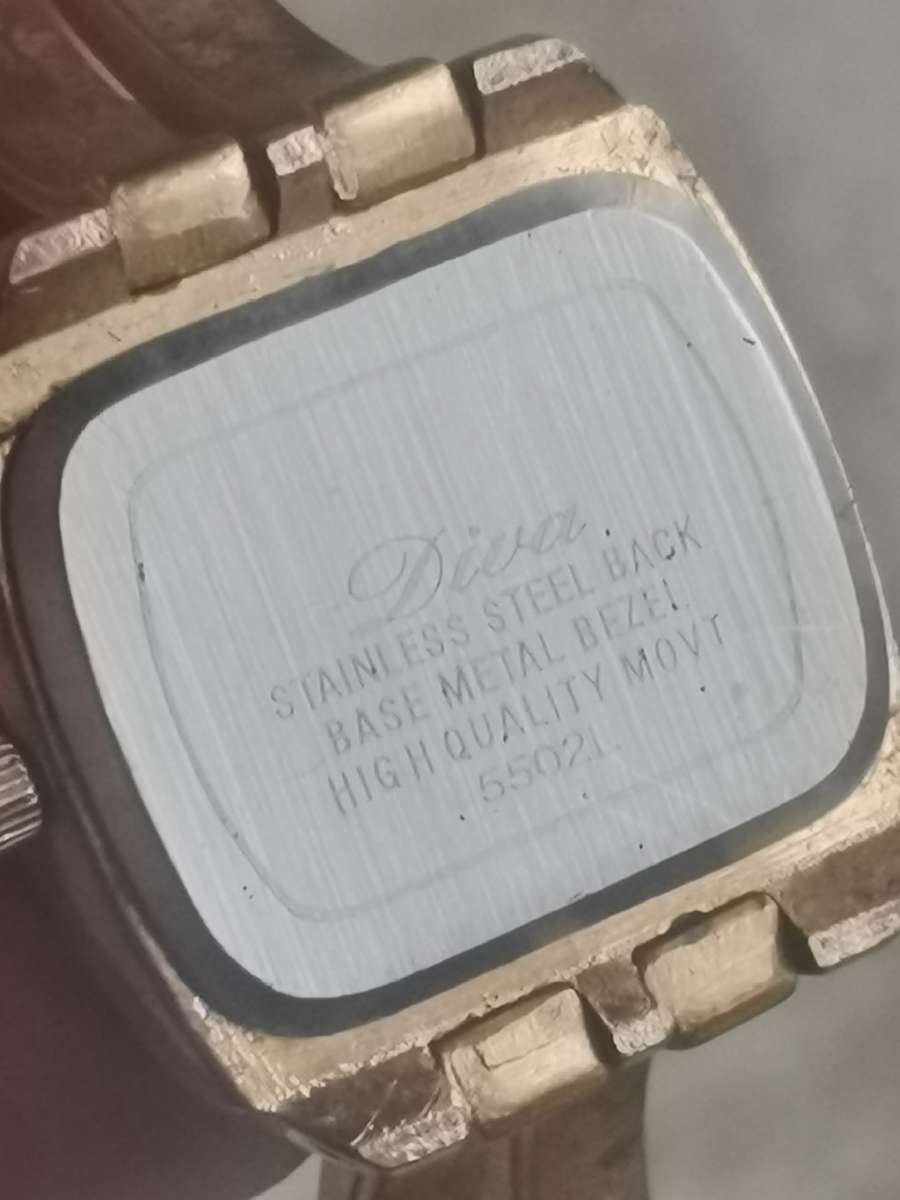 Diva
STAINLESS STEEL BACK
BASE METAL BEZEL
HIGH QUALITY MOVT
5502L